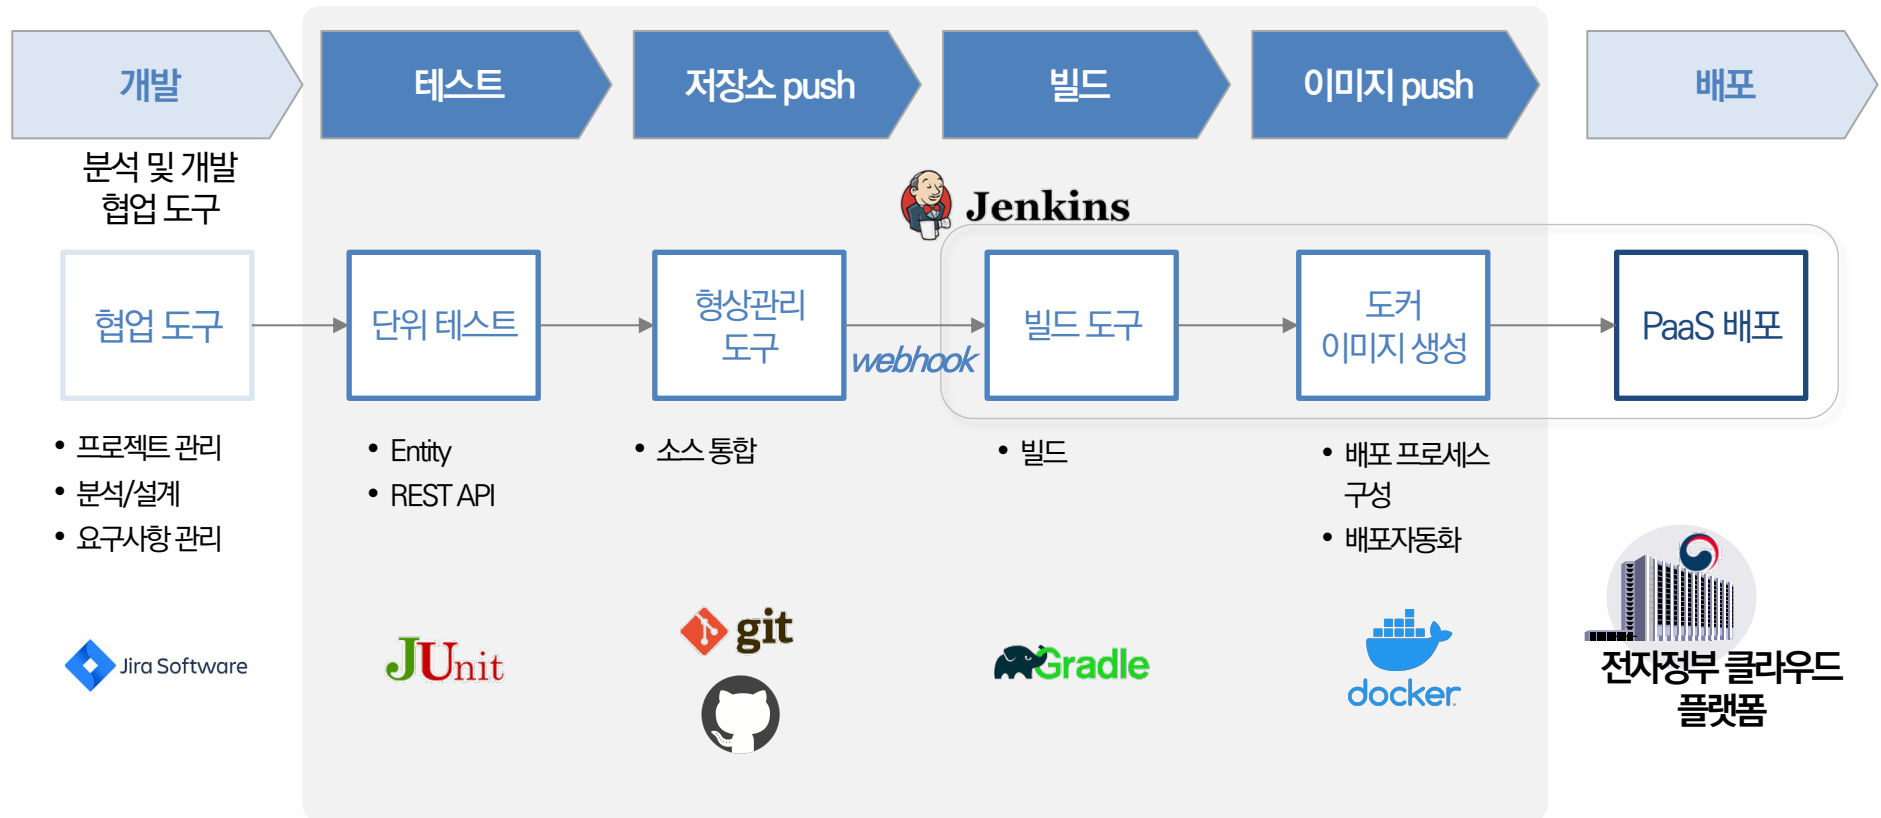 개발
테스트
저장소 push
빌드
이미지 push
배포
분석 및 개발
협업 도구
Jenkins
협업 도구
단위 테스트
형상관리
도구
webhook
빌드 도구
도커
이미지 생성
PaaS 배포
• 프로젝트 관리
• 분석/설계
• 요구사항 관리
• Entity
• REST API
• 소스 통합
• 빌드
• 배포 프로세스
구성
• 배포자동화
Jira Software
JUnit
git
Gradle
docker
전자정부 클라우드
플랫폼